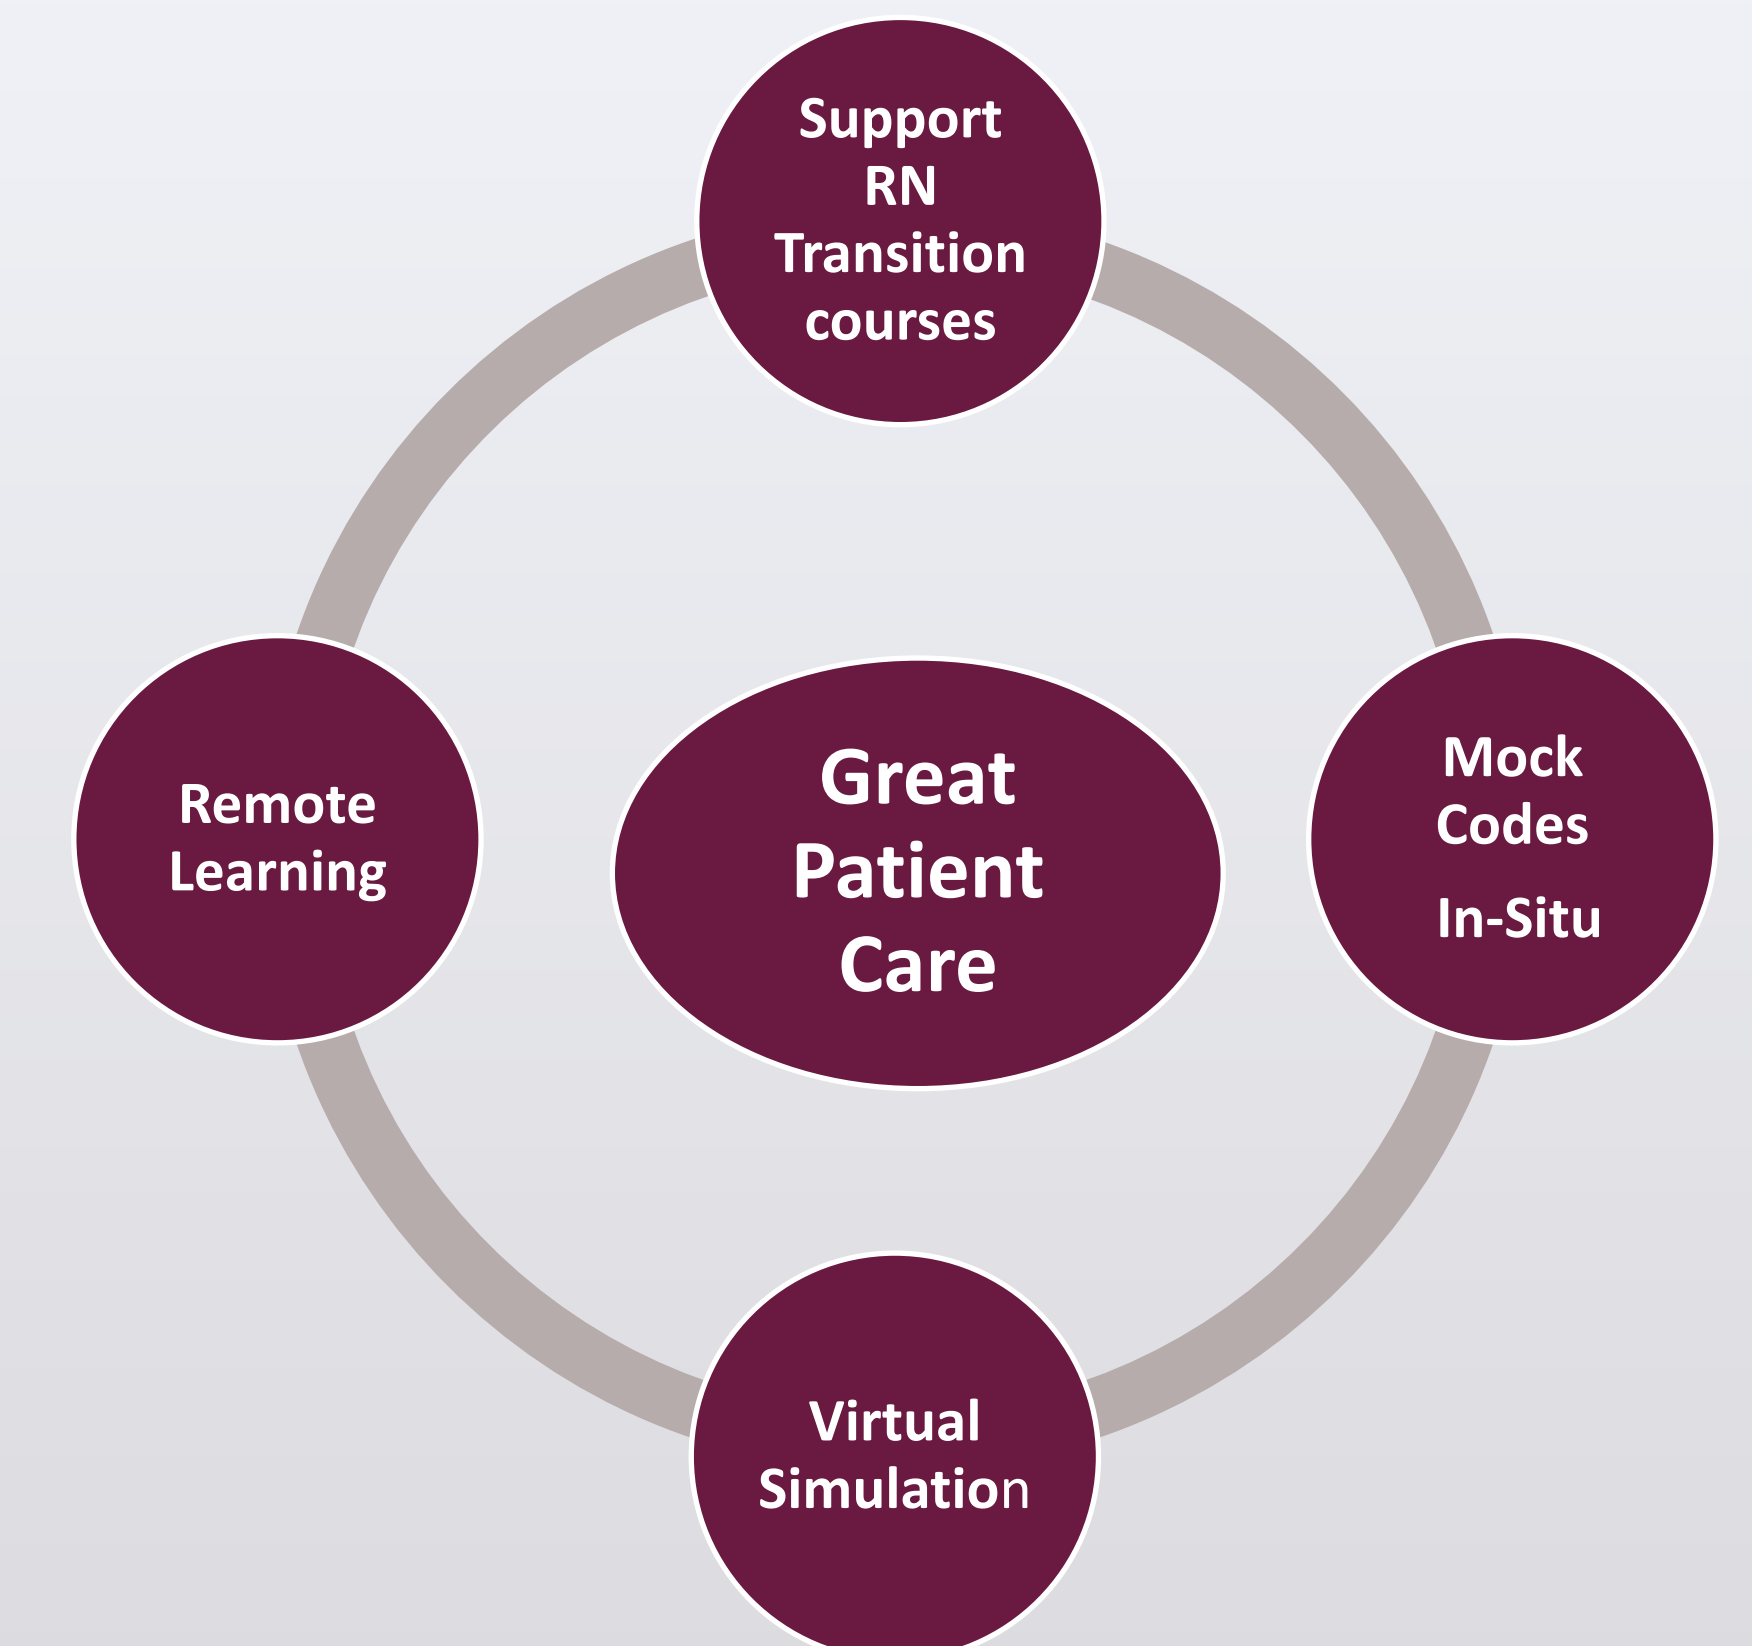 Support
RN
Transition
courses
Remote
Learning
Great
Patient
Care
Mock
Codes
In-Situ
Virtual
Simulation